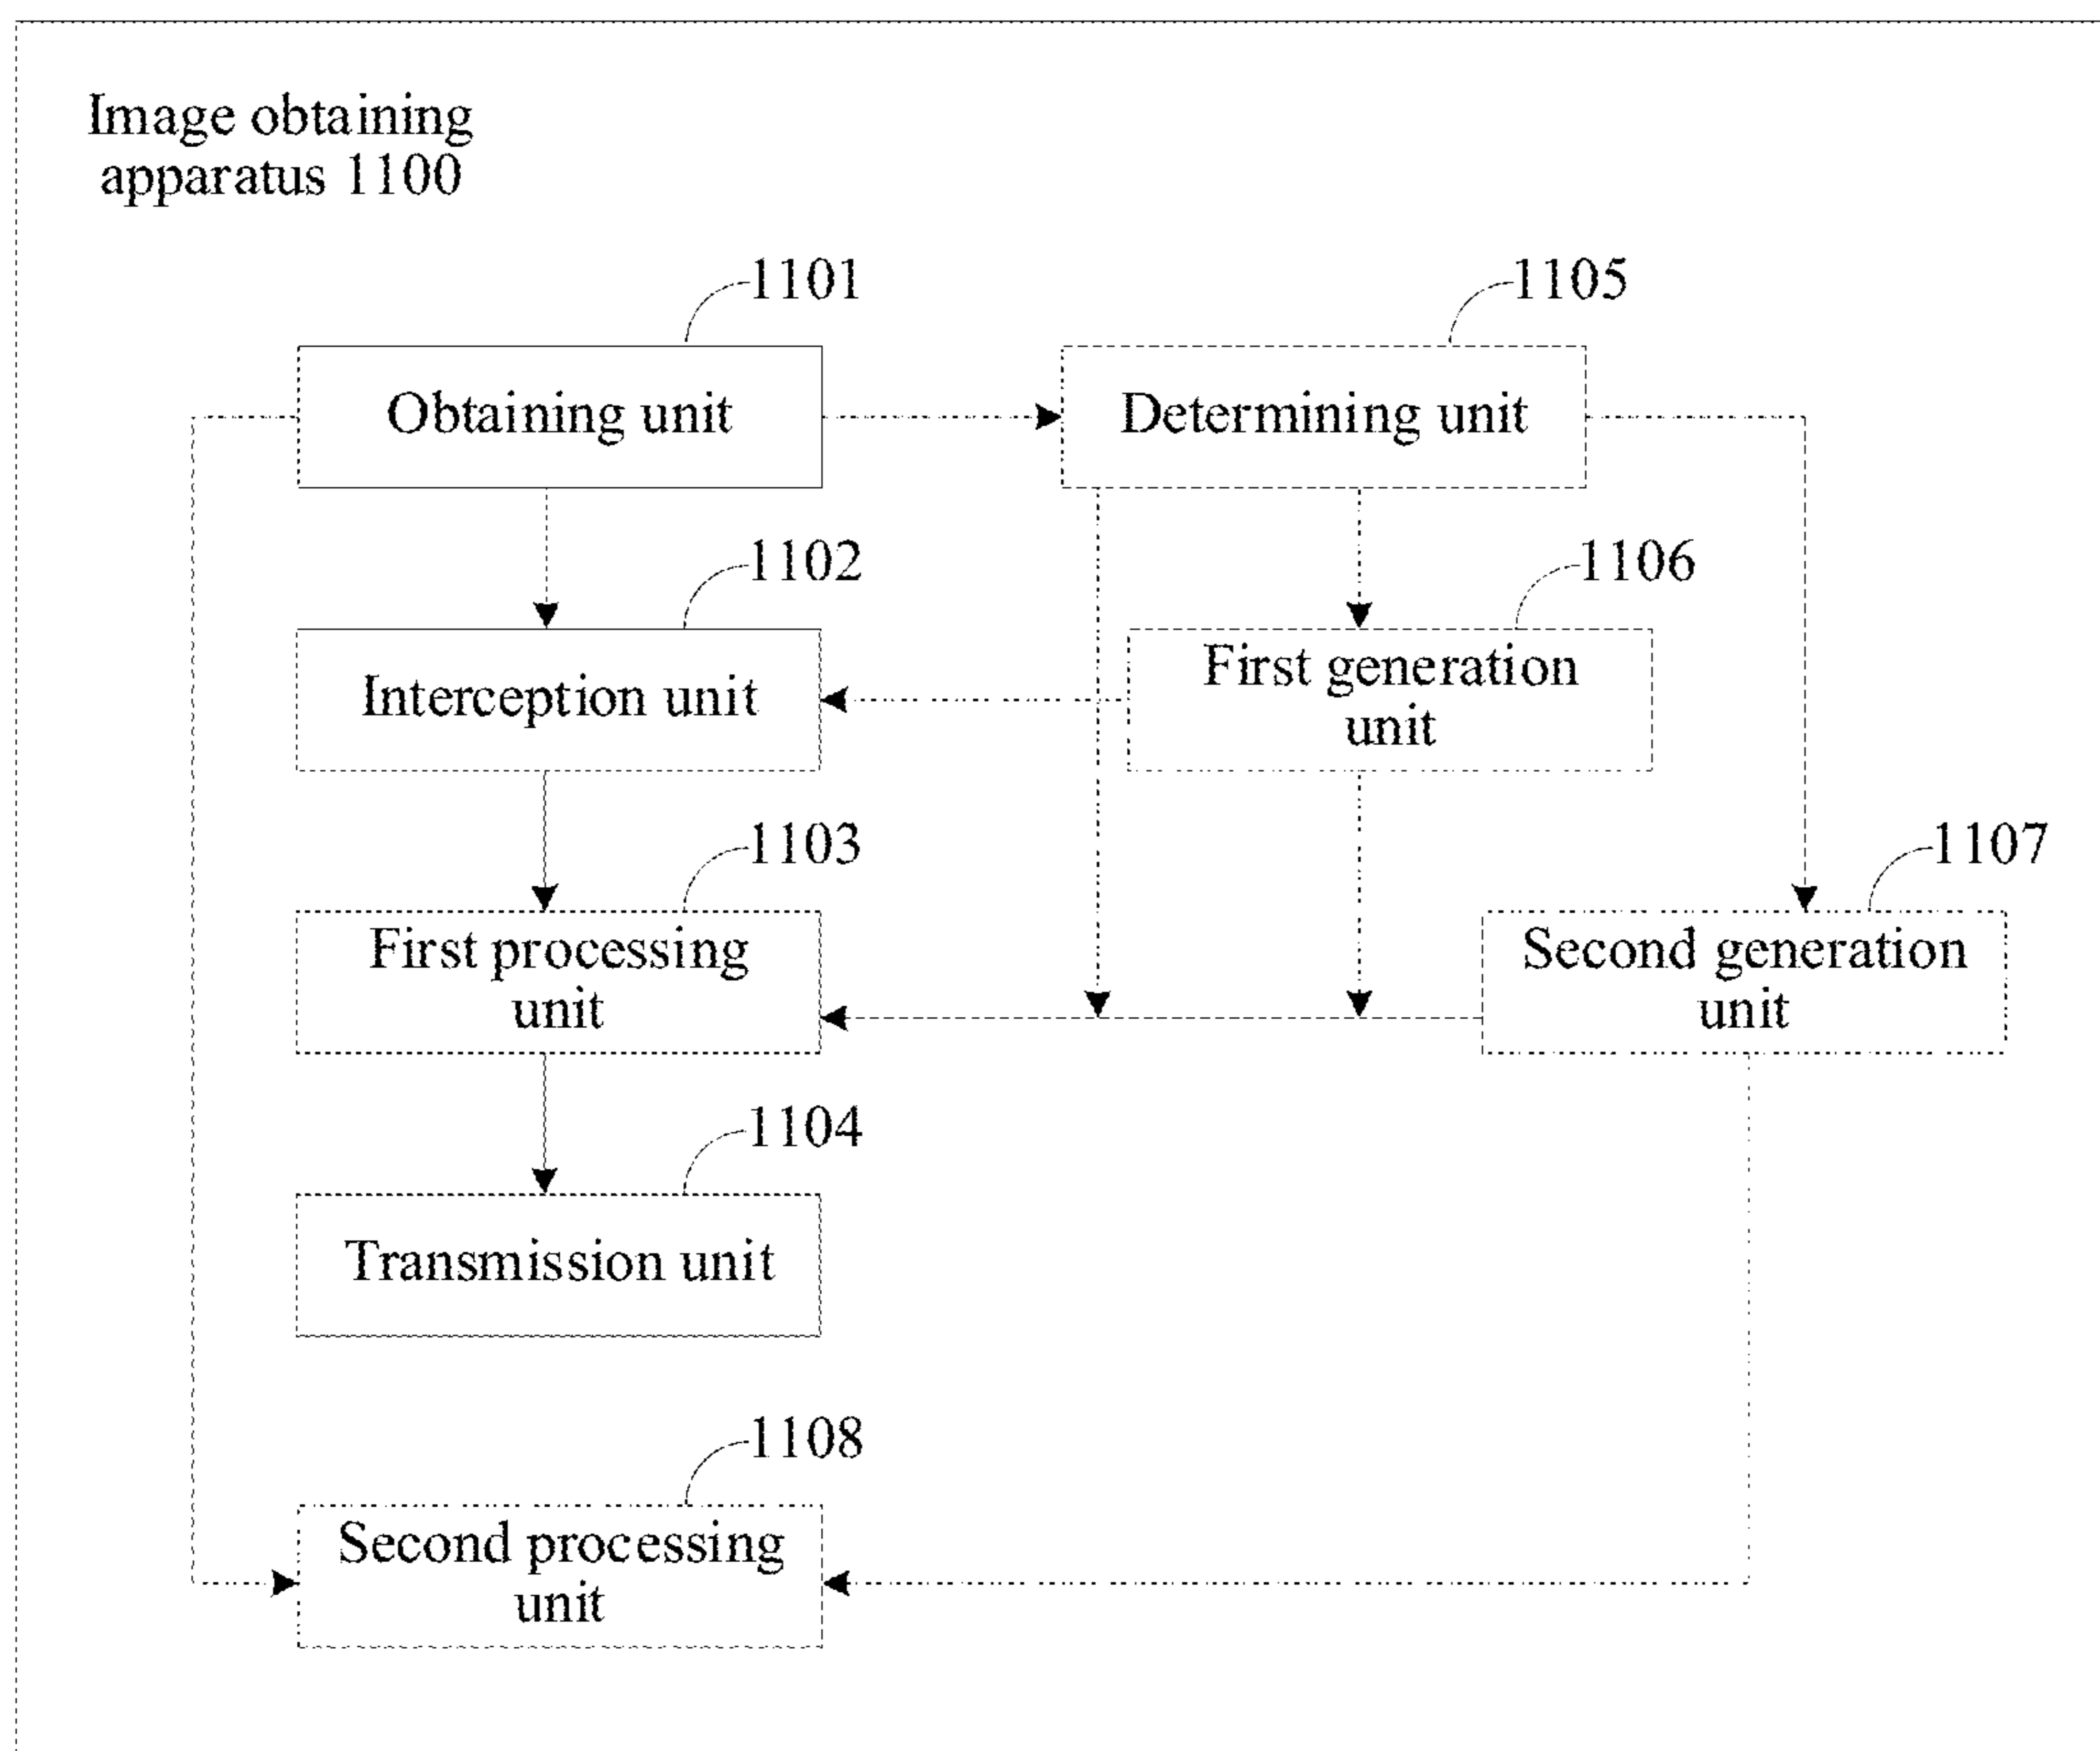 Image obtaining
apparatus 1100
1101
1105
Obtaining unit
Determining unit
1102
1106
Interception unit
First generation
unit
1103
1107
First processing
unit
Second generation
unit
1104
Transmission unit
1108
Second processing
unit